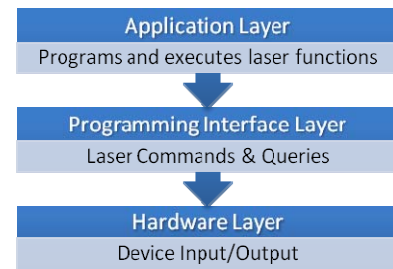 Application Layer
Programs and executes laser functions
Programming Interface Layer
Laser Commands & Queries
Hardware Layer
Device Input/Output